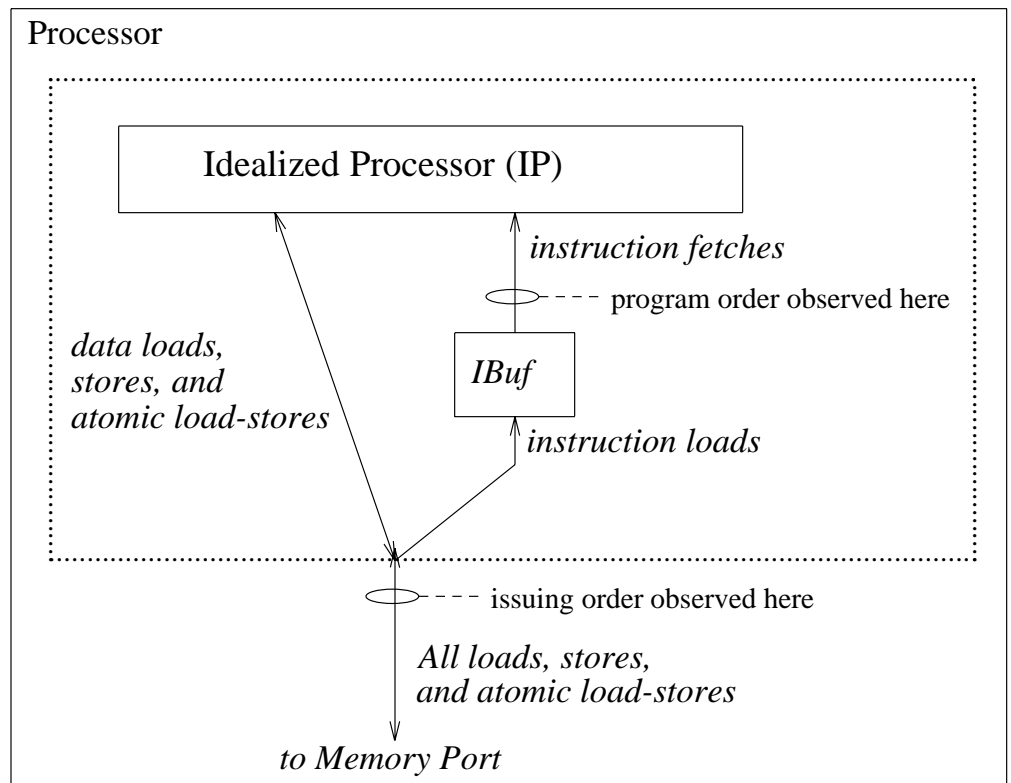 Processor
Idealized Processor (IP)
instruction fetches
program order observed here
data loads,
stores, and
atomic load-stores
IBuf
instruction loads
issuing order observed here
All loads, stores,
and atomic load-stores
to Memory Port